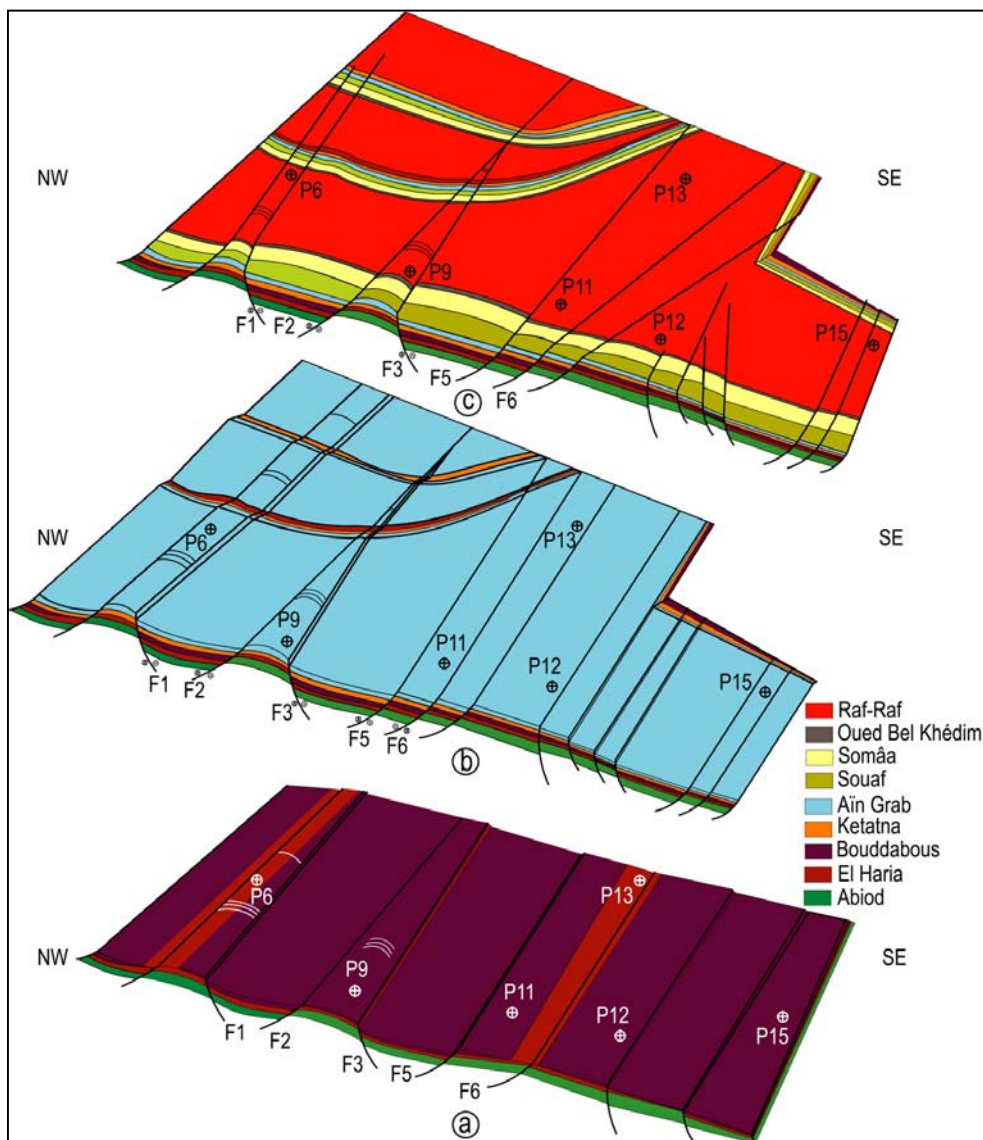 NW
SE
P6
P13
P9
P11
P12
P15
F1
F2
F3
F5
F6
c
NW
SE
P6
P13
P9
P11
P12
P15
F1
F2
F3
F5
F6
b
Raf-Raf
Oued Bel Khédim
Somâa
Souaf
Aïn Grab
Ketatna
Bouddabous
El Haria
Abiod
P6
P13
NW
SE
P9
P11
P12
P15
F1
F2
F3
F5
F6
a